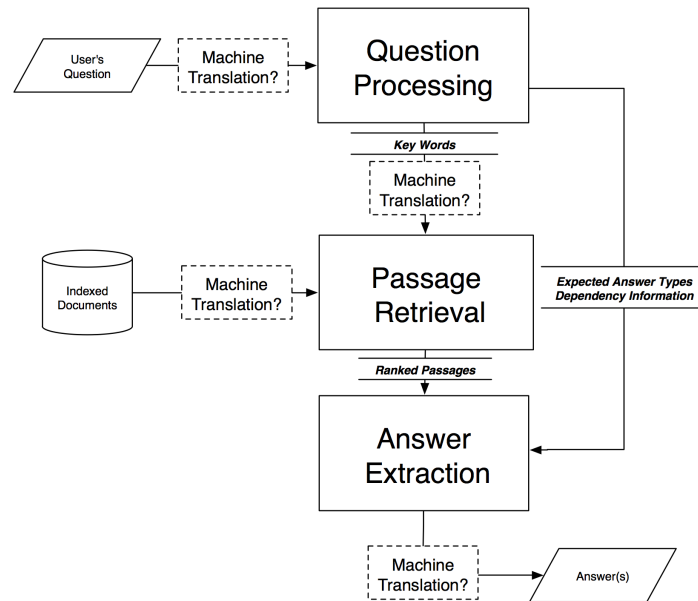 User's
Question
Machine
Translation?
Question
Processing
Key Words
Machine
Translation?
Indexed
Documents
Machine
Translation?
Passage
Retrieval
Expected Answer Types
Dependency Information
Ranked Passages
Answer
Extraction
Machine
Translation?
Answer(s)